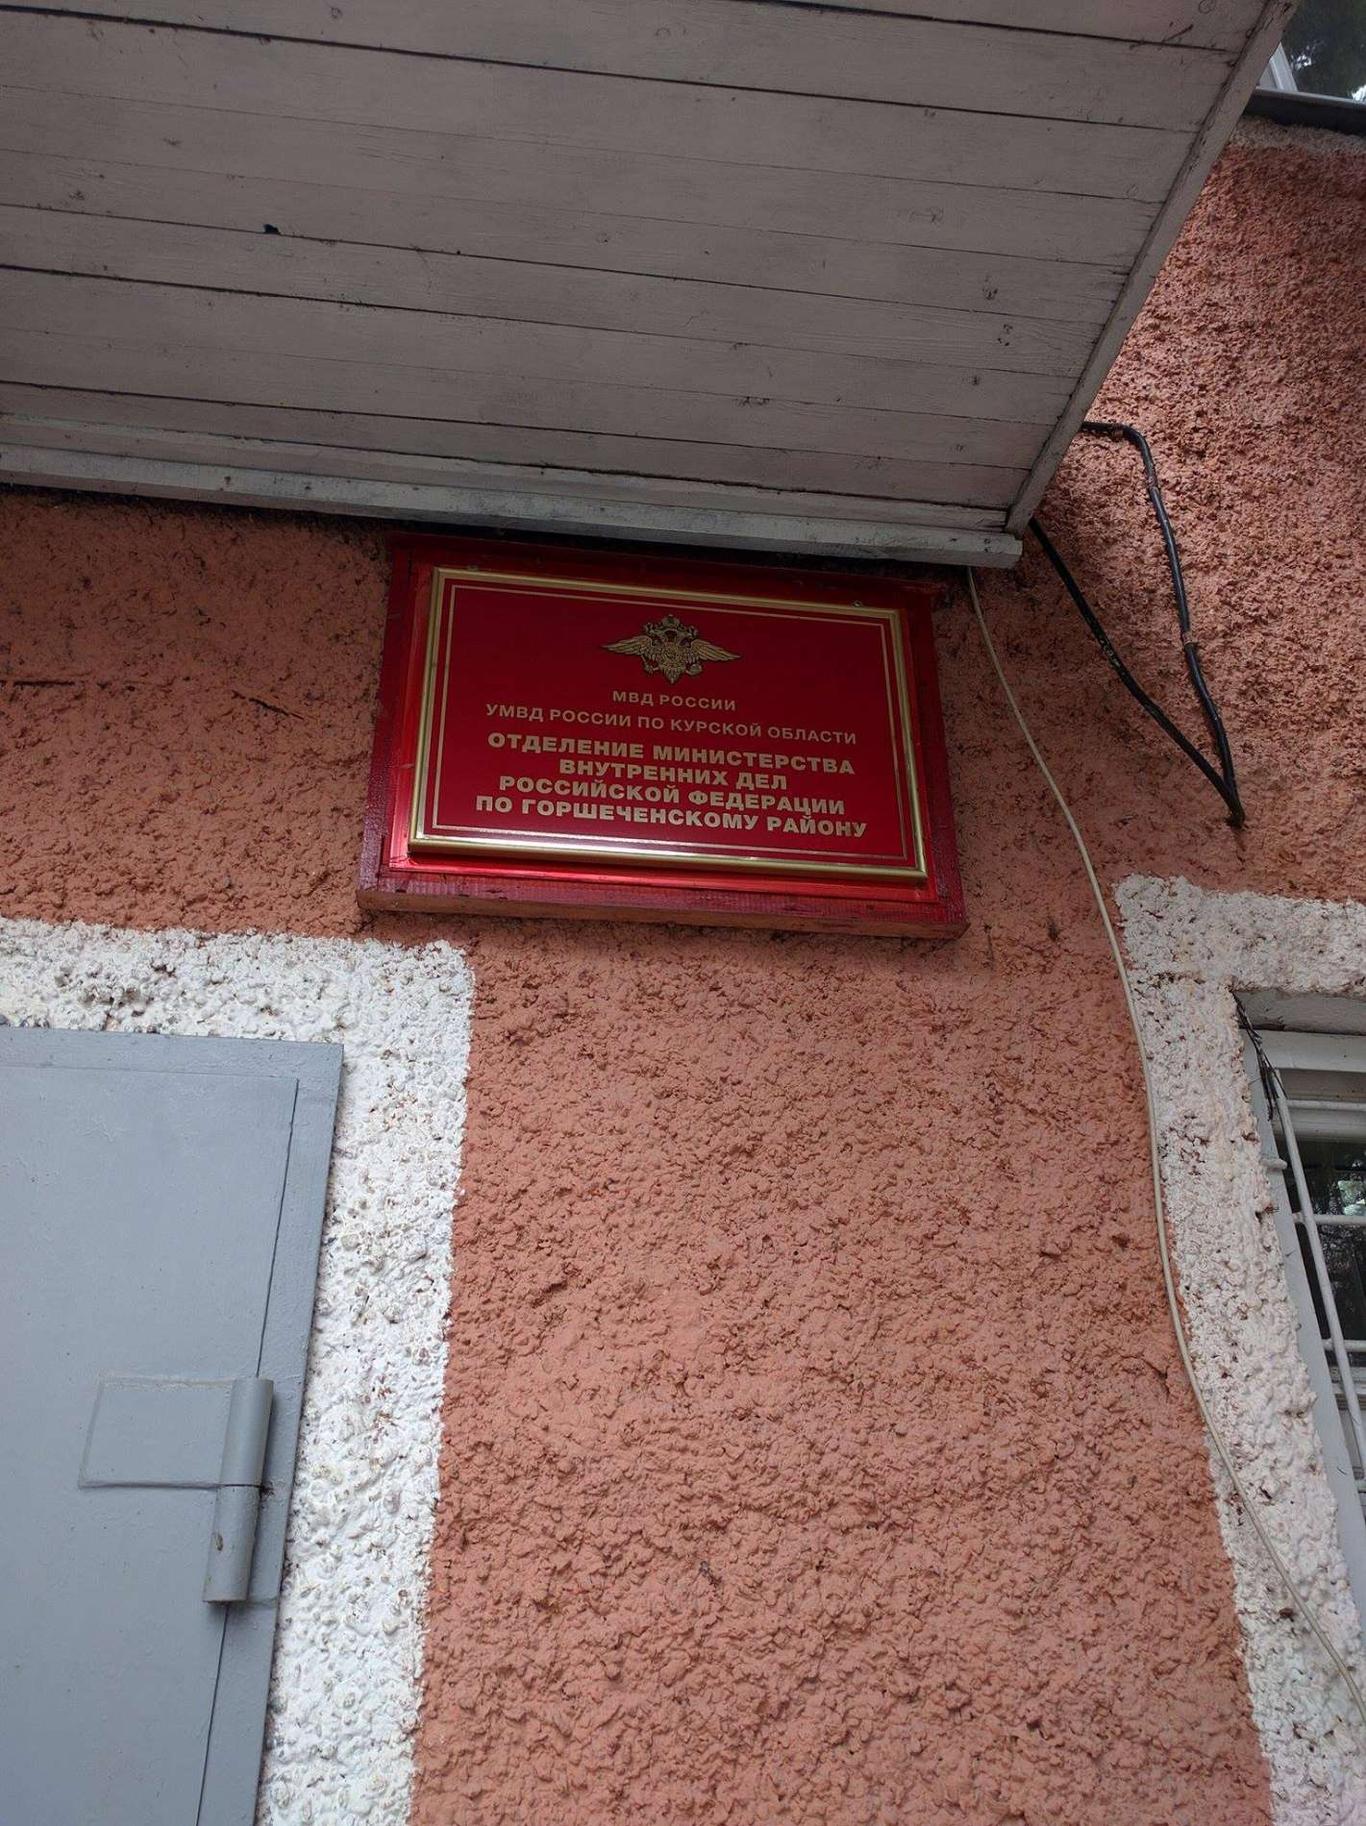 МВД РОССИИ
УМВД РОССИИ ПО КУРСКОЙ ОБЛАСТИ
ОТДЕЛЕНИЕ МИНИСТЕРСТВА
ВНУТРЕННИХ ДЕЛ
РОССИЙСКОЙ ФЕДЕРАЦИИ
ПО ГОРШЕЧЕНСКОМУ РАЙОНУ